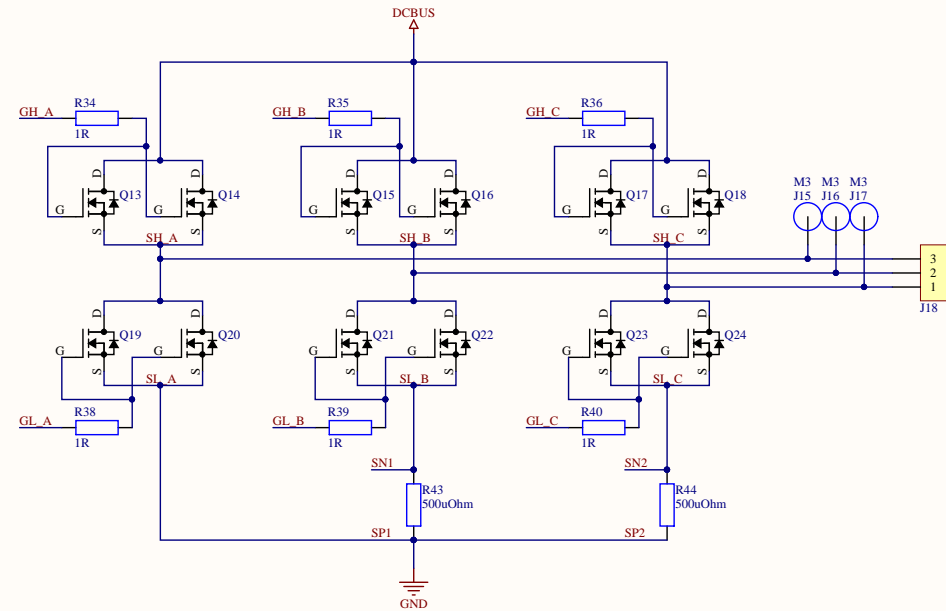 DCBUS
R34
GH_A
1R
R35
GH_B
1R
R36
GH_C
1R
D
D
G
Q13
G
Q14
S
S
SH_A
D
D
G
Q15
G
Q16
S
S
SH_B
D
D
G
Q17
G
Q18
S
S
SH_C
M3
J15
M3
J16
M3
J17
3
2
1
J18
D
D
G
Q19
G
Q20
S
S
SL_A
D
D
G
Q21
G
Q22
S
S
SL_B
D
D
G
Q23
G
Q24
S
S
SL_C
R38
GL_A
1R
R39
GL_B
1R
R40
GL_C
1R
SN1
R43
500uOhm
SP1
SN2
R44
500uOhm
SP2
GND